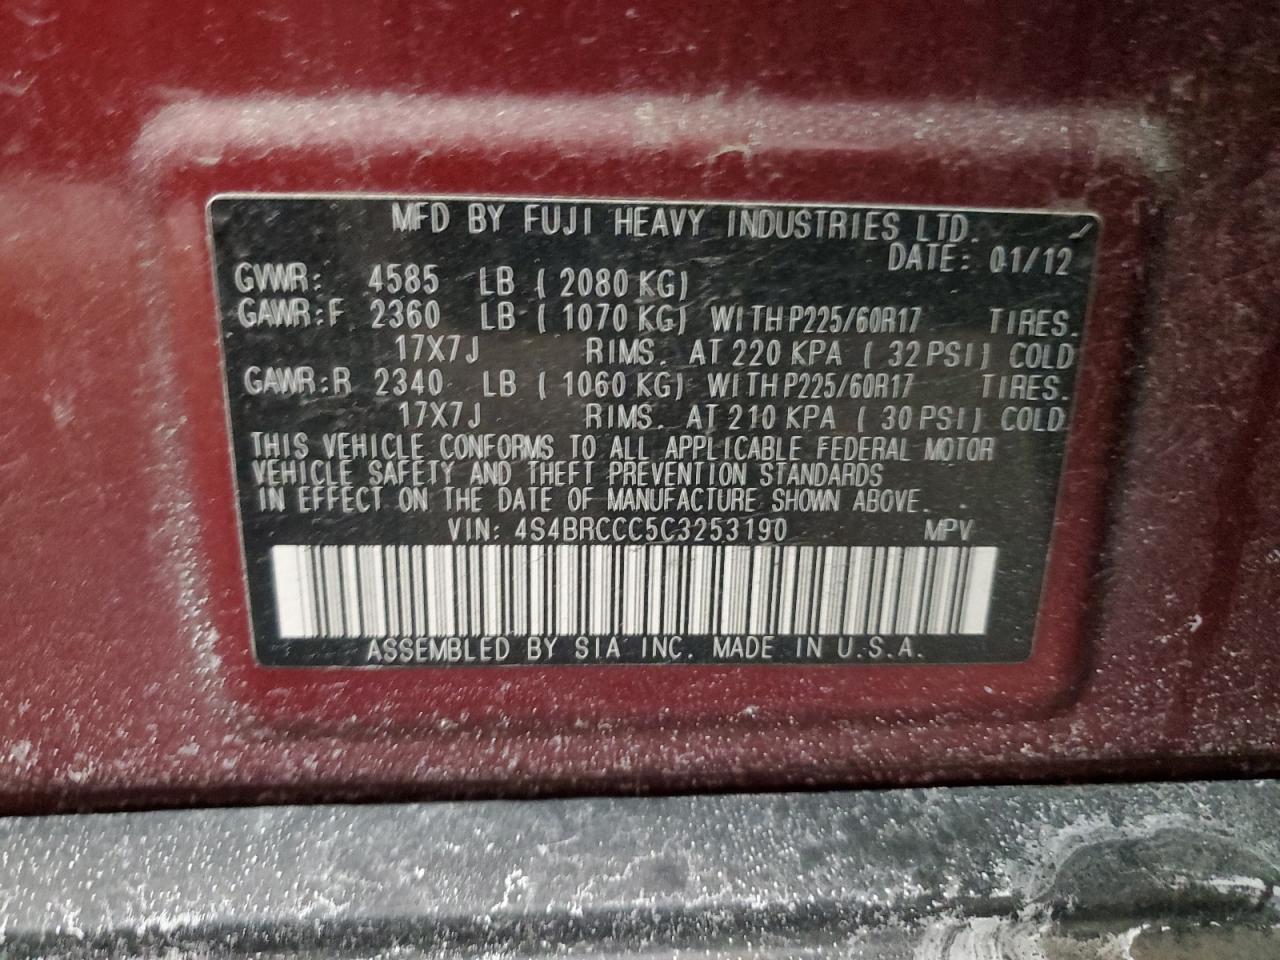 MFD BY FUJI HEAVY INDUSTRIES LTD.
DATE: 01/12
GVWR: 4585 LB ( 2080 KG)
GAWR:F 2360 LB ( 1070 KG) WITH P225/60R17 TIRES.
17X7J RIMS. AT 220 KPA ( 32 PSI) COLD
GAWR:R 2340 LB ( 1060 KG) WITH P225/60R17 TIRES.
17X7J RIMS. AT 210 KPA ( 30 PSI) COLD
THIS VEHICLE CONFORMS TO ALL APPLICABLE FEDERAL MOTOR
VEHICLE SAFETY AND THEFT PREVENTION STANDARDS
IN EFFECT ON THE DATE OF MANUFACTURE SHOWN ABOVE.
VIN: 4S4BRCCC5C3253190 MPV
ASSEMBLED BY SIA INC. MADE IN U.S.A.